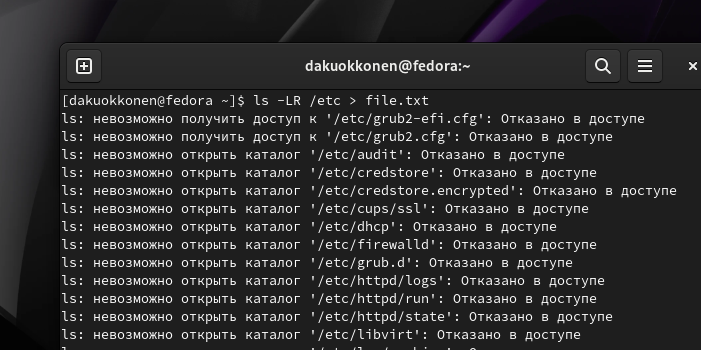 dakuokkonen@fedora:~
[dakuokkonen@fedora ~]$ ls -LR /etc > file.txt
ls: невозможно получить доступ к '/etc/grub2-efi.cfg': Отказано в доступе
ls: невозможно получить доступ к '/etc/grub2.cfg': Отказано в доступе
ls: невозможно открыть каталог '/etc/audit': Отказано в доступе
ls: невозможно открыть каталог '/etc/credstore': Отказано в доступе
ls: невозможно открыть каталог '/etc/credstore.encrypted': Отказано в доступе
ls: невозможно открыть каталог '/etc/cups/ssl': Отказано в доступе
ls: невозможно открыть каталог '/etc/dhcp': Отказано в доступе
ls: невозможно открыть каталог '/etc/firewalld': Отказано в доступе
ls: невозможно открыть каталог '/etc/grub.d': Отказано в доступе
ls: невозможно открыть каталог '/etc/httpd/logs': Отказано в доступе
ls: невозможно открыть каталог '/etc/httpd/run': Отказано в доступе
ls: невозможно открыть каталог '/etc/httpd/state': Отказано в доступе
ls: невозможно открыть каталог '/etc/libvirt': Отказано в доступе